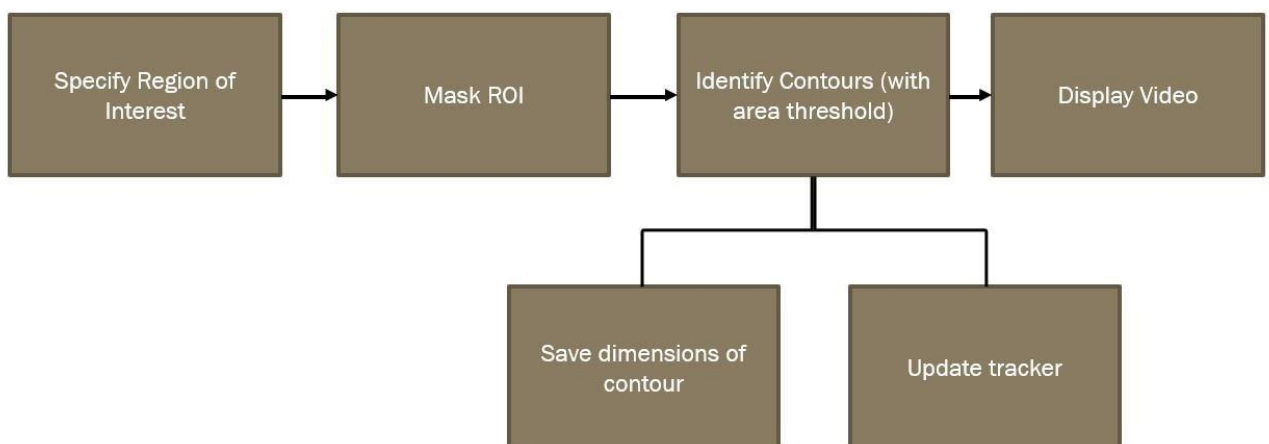 Specify Region of
Interest
Mask ROI
Identify Contours (with
area threshold)
Display Video
Save dimensions of
contour
Update tracker